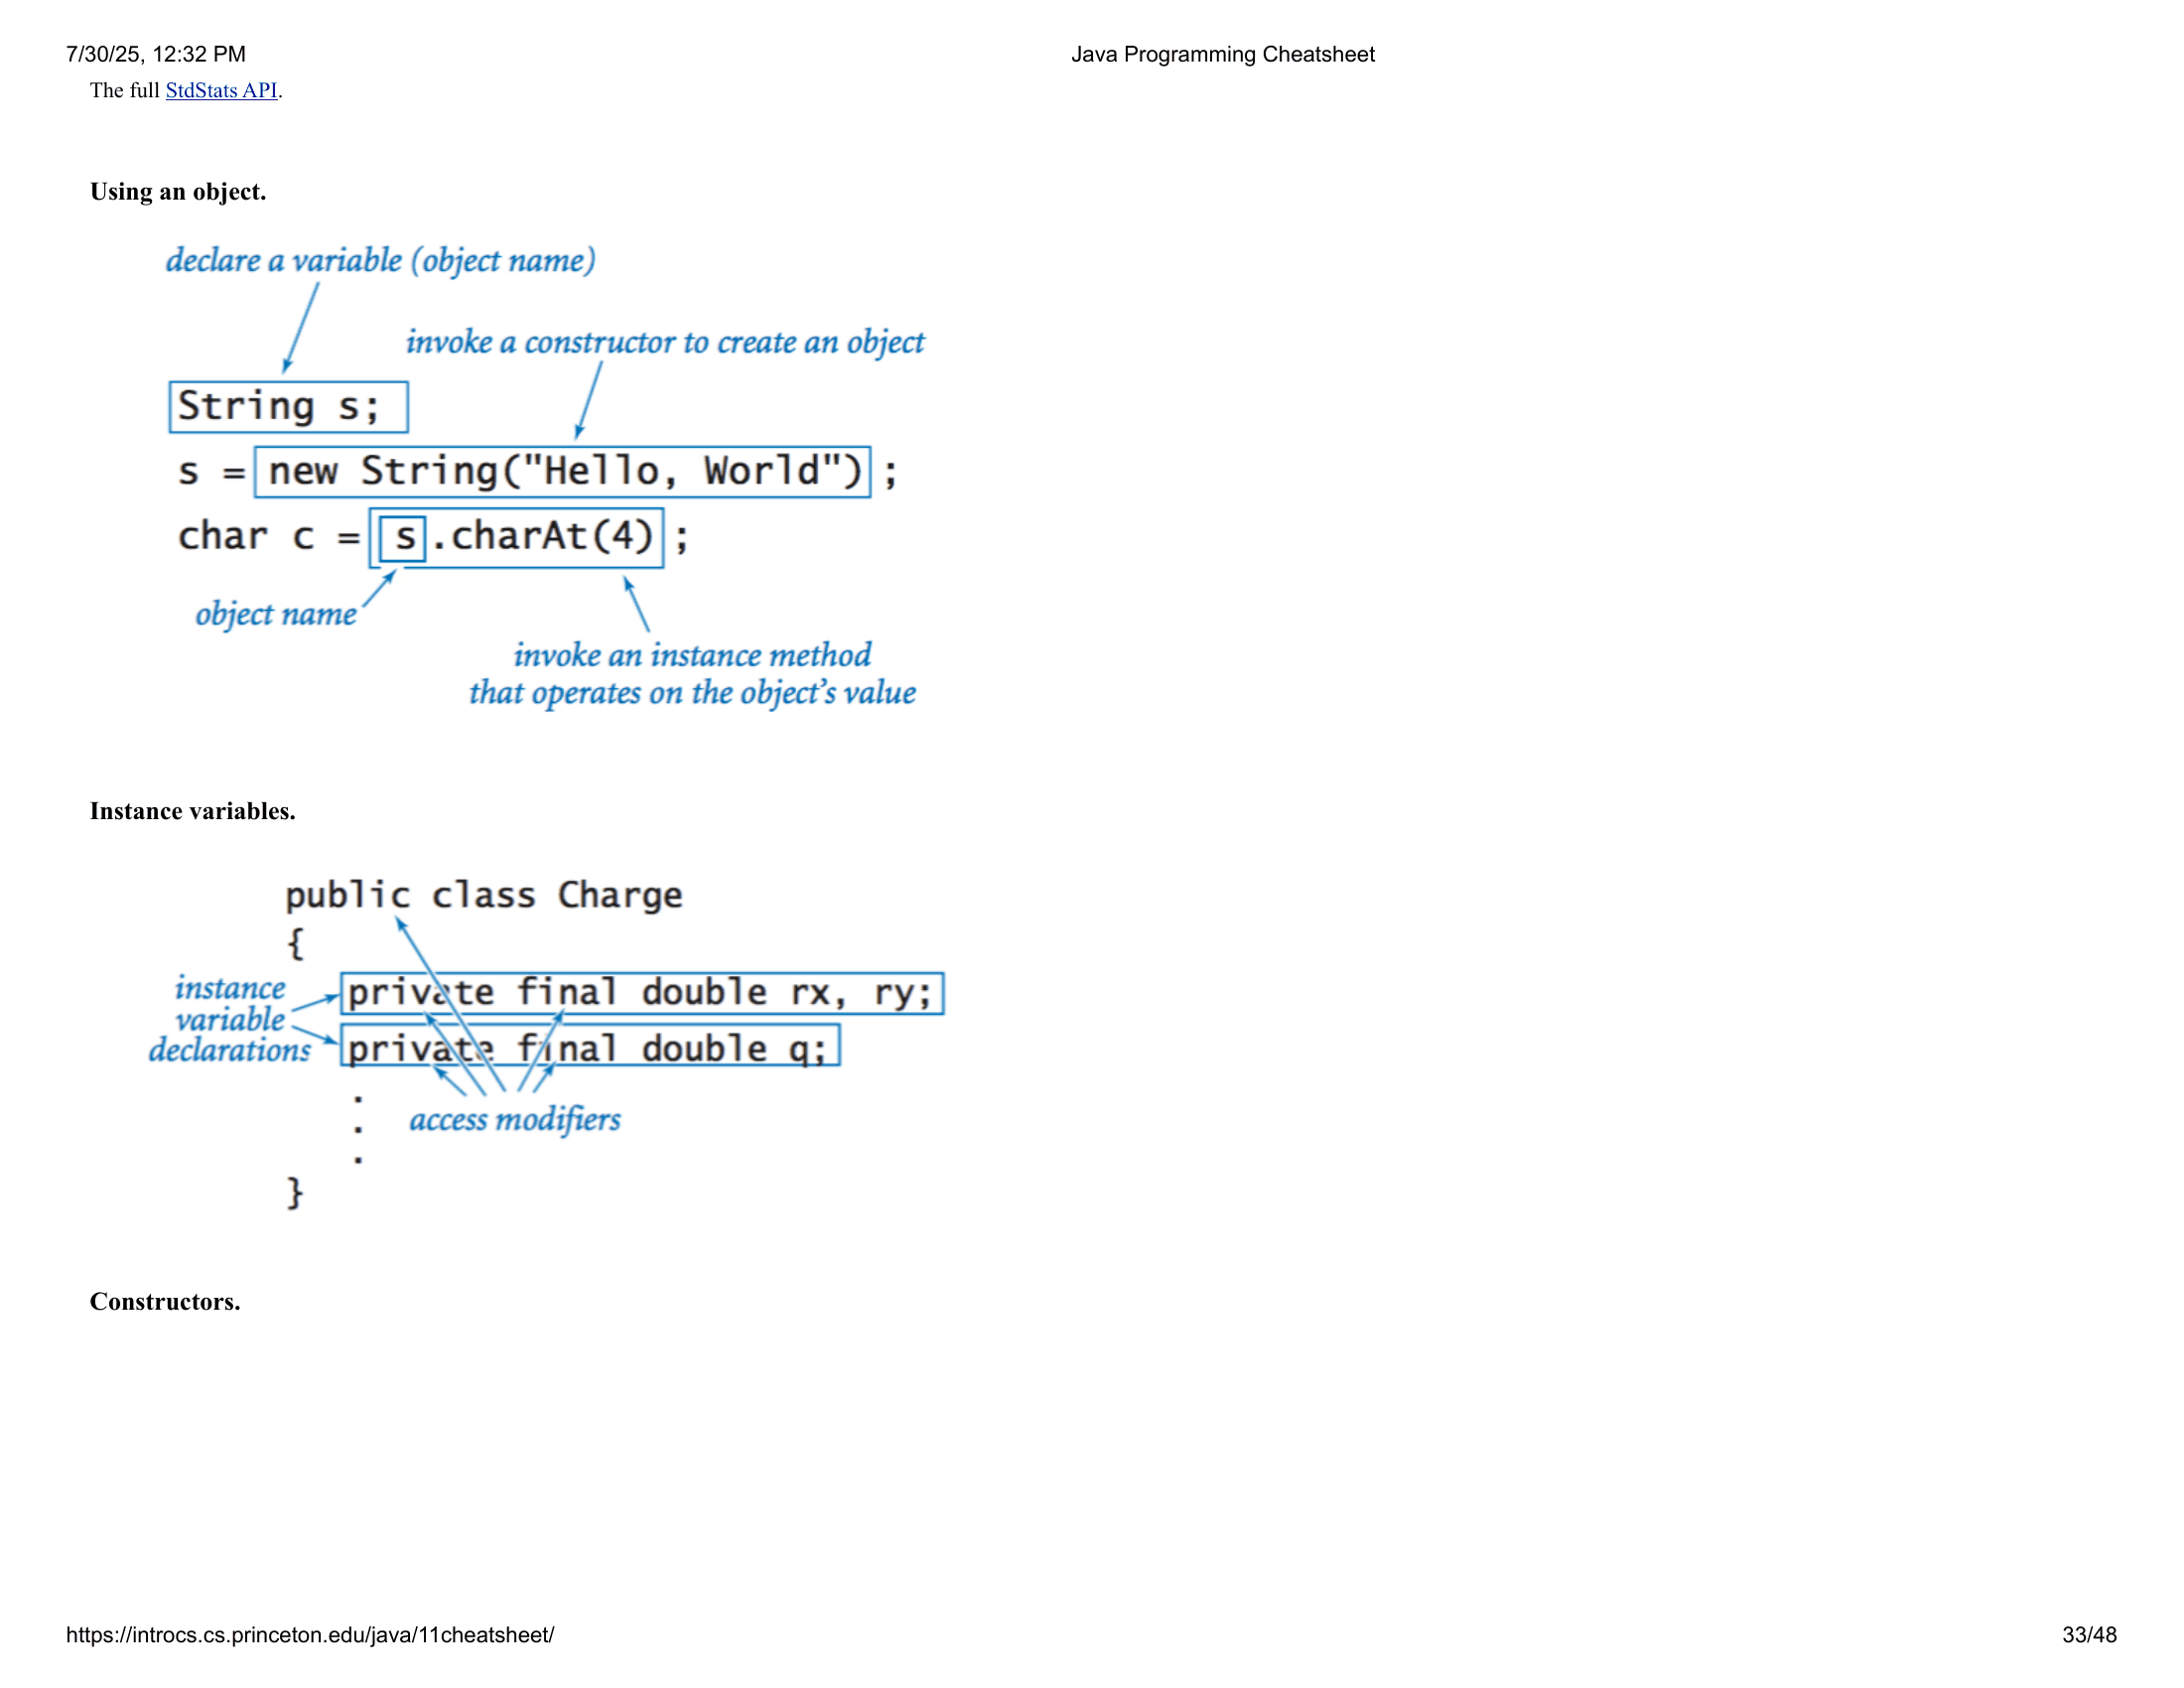 7/30/25, 12:32 PM
Java Programming Cheatsheet
The full StdStats API.
Using an object.
declare a variable (object name)
invoke a constructor to create an object
String s;
s = new String("Hello, World") ;
char c = s .charAt(4) ;
object name
invoke an instance method
that operates on the object's value
Instance variables.
public class Charge
{
instance
variable
declarations
private final double rx, ry;
private final double q;
.
.
.
access modifiers
}
Constructors.
https://introcs.cs.princeton.edu/java/11cheatsheet/
33/48